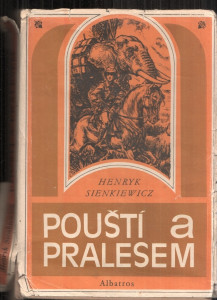 HENRYK
SIENKIEWICZ
POUŠTÍ a
PRALESEM
Albatros